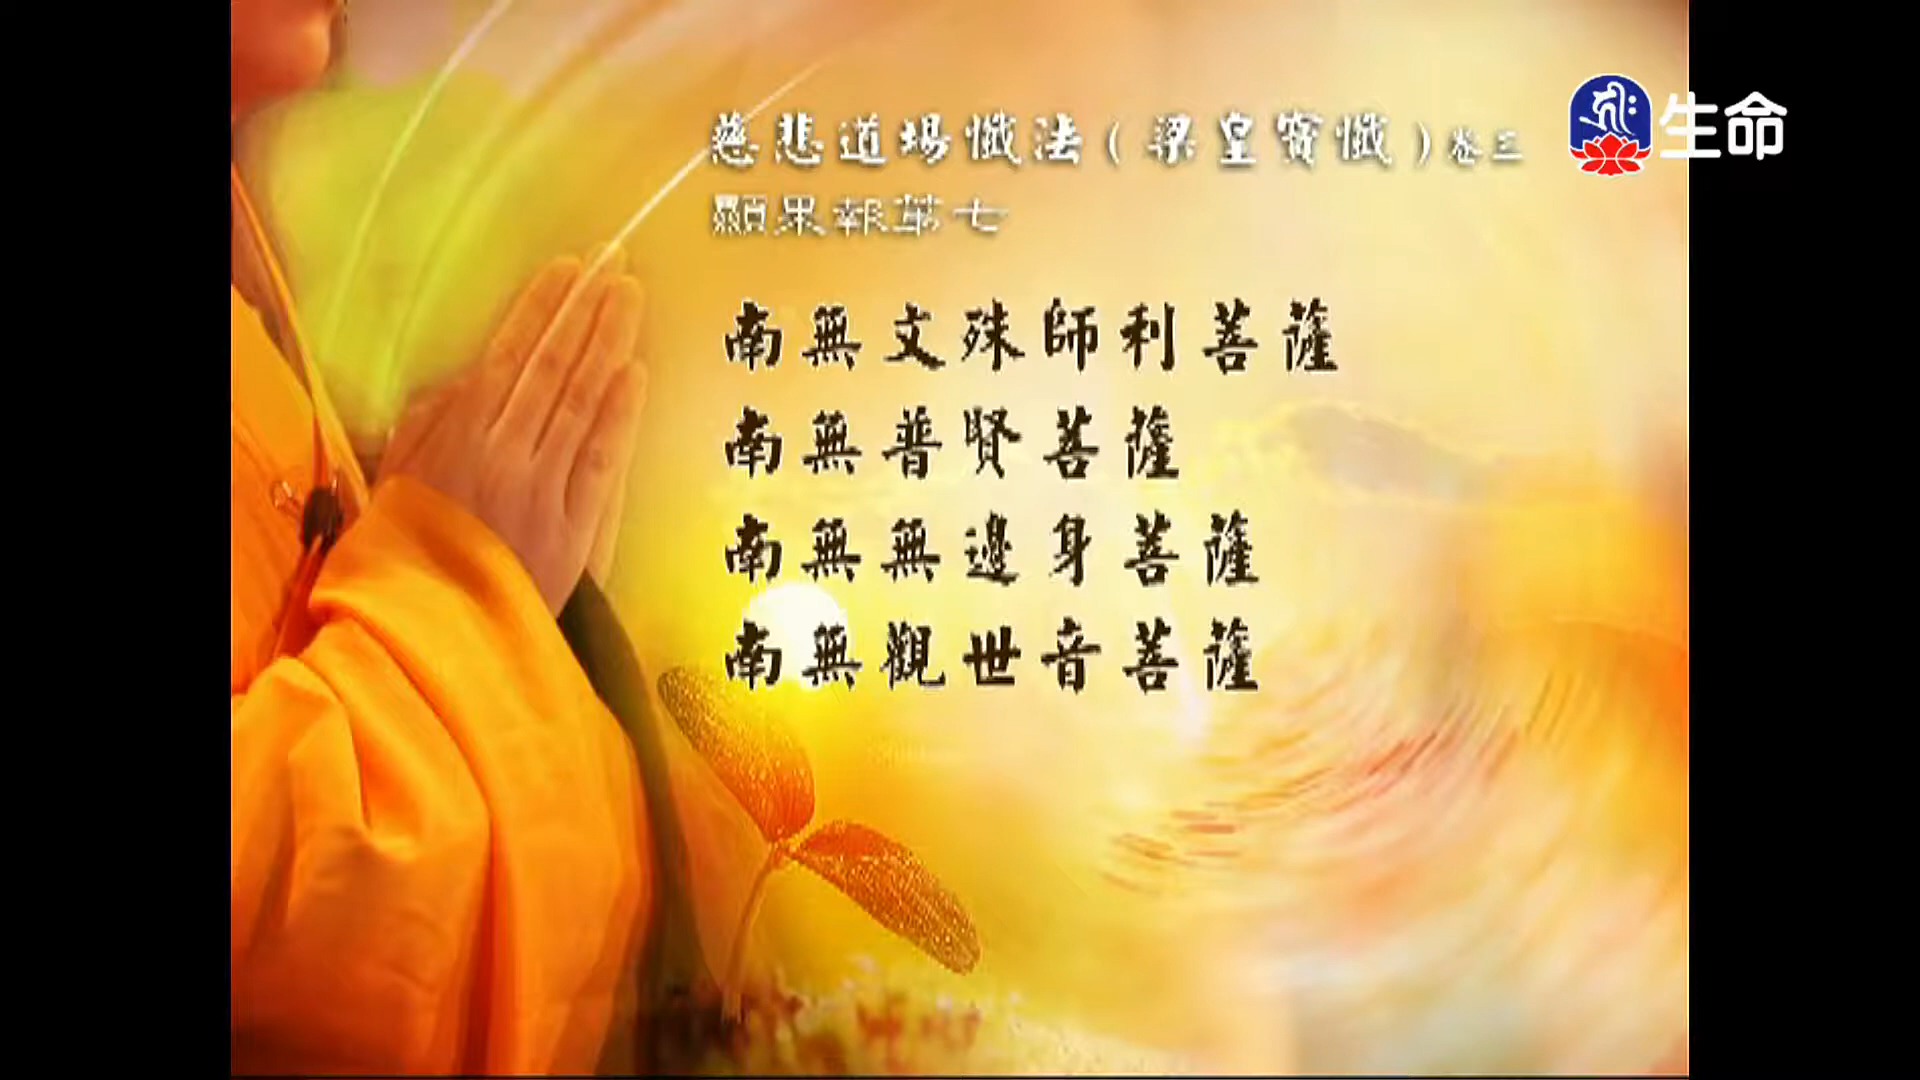 慈悲道場懺法(梁皇寶懺)卷三
顯果報第七
南無文殊師利菩薩
南無普賢菩薩
南無無邊身菩薩
南無觀世音菩薩
生命